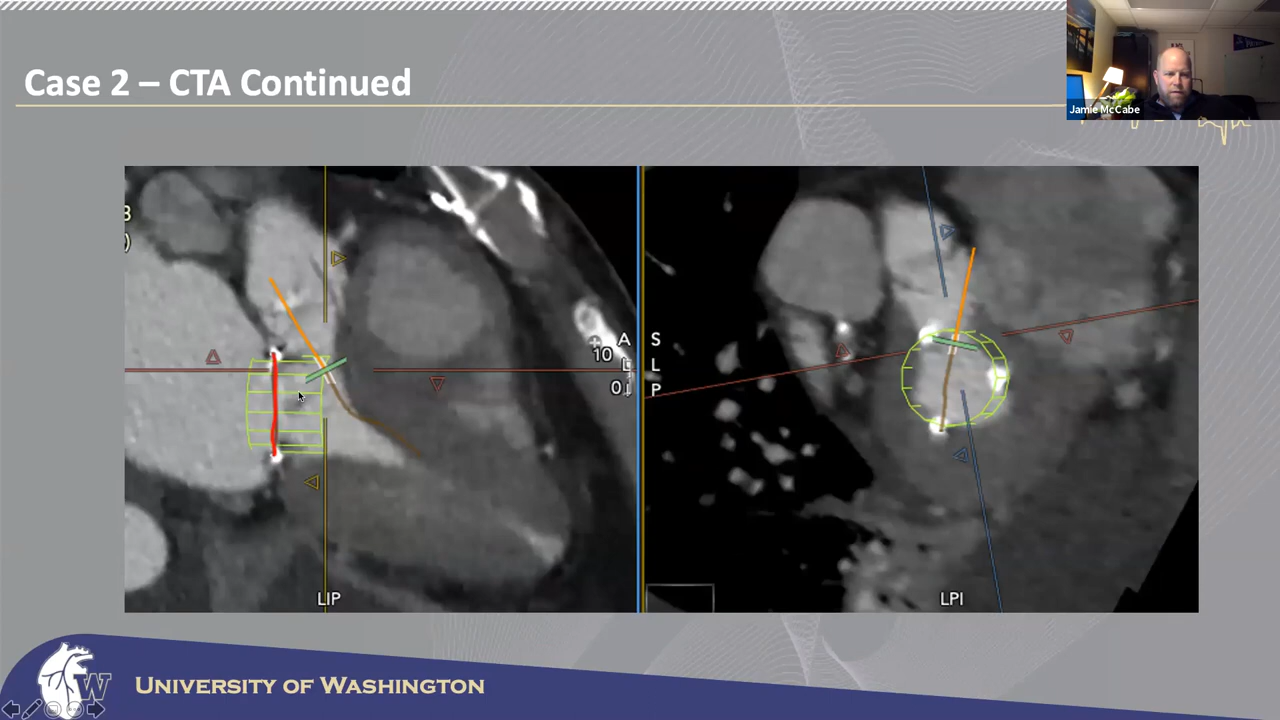 Case 2 – CTA Continued
Jamie McCabe
A
10
0
S
L
P
LIP
LPI
W
UNIVERSITY OF WASHINGTON